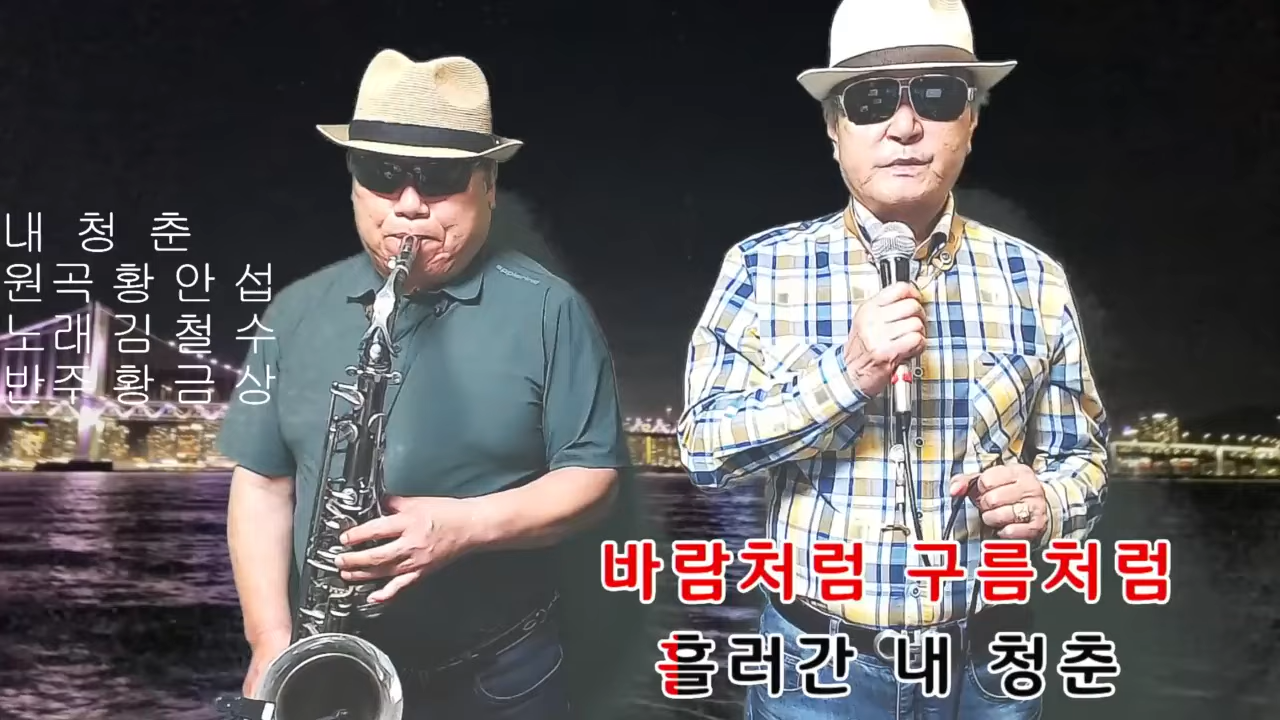 내 청 춘
원곡 황 안 섭
노래 김 철 수
반주 황 금 상
바람처럼 구름처럼
흘러간 내 청춘